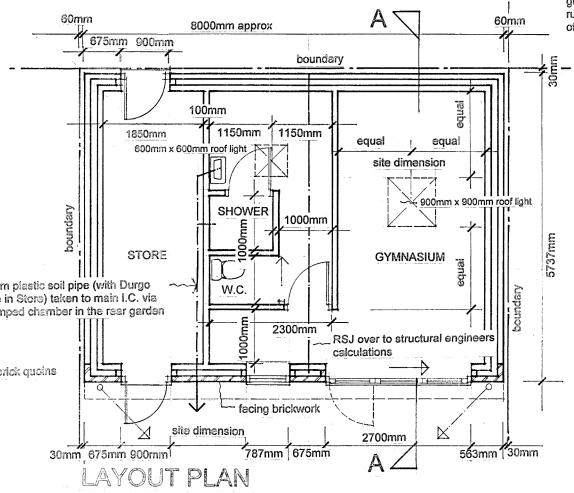 60mm
8000mm approx
A
60mm
675mm 900mm
boundary
30mm
100mm
1850mm
1150mm 1150mm
equal
600mm x 600mm roof light
equal equal
site dimension
900mm x 900mm roof light
SHOWER
1000mm
boundary
STORE
1000mm
GYMNASIUM
5737mm
W.C.
equal
rn plastic soil pipe (with Durgo
e in Store) taken to main I.C. via
mped chamber in the rear garden
boundary
2300mm
1000mm
RSJ over to structural engineers
calculations
erick quoins
facing brickwork
site dimension
2700mm
30mm 675mm 900mm
787mm 675mm
563mm 30mm
A
LAYOUT PLAN